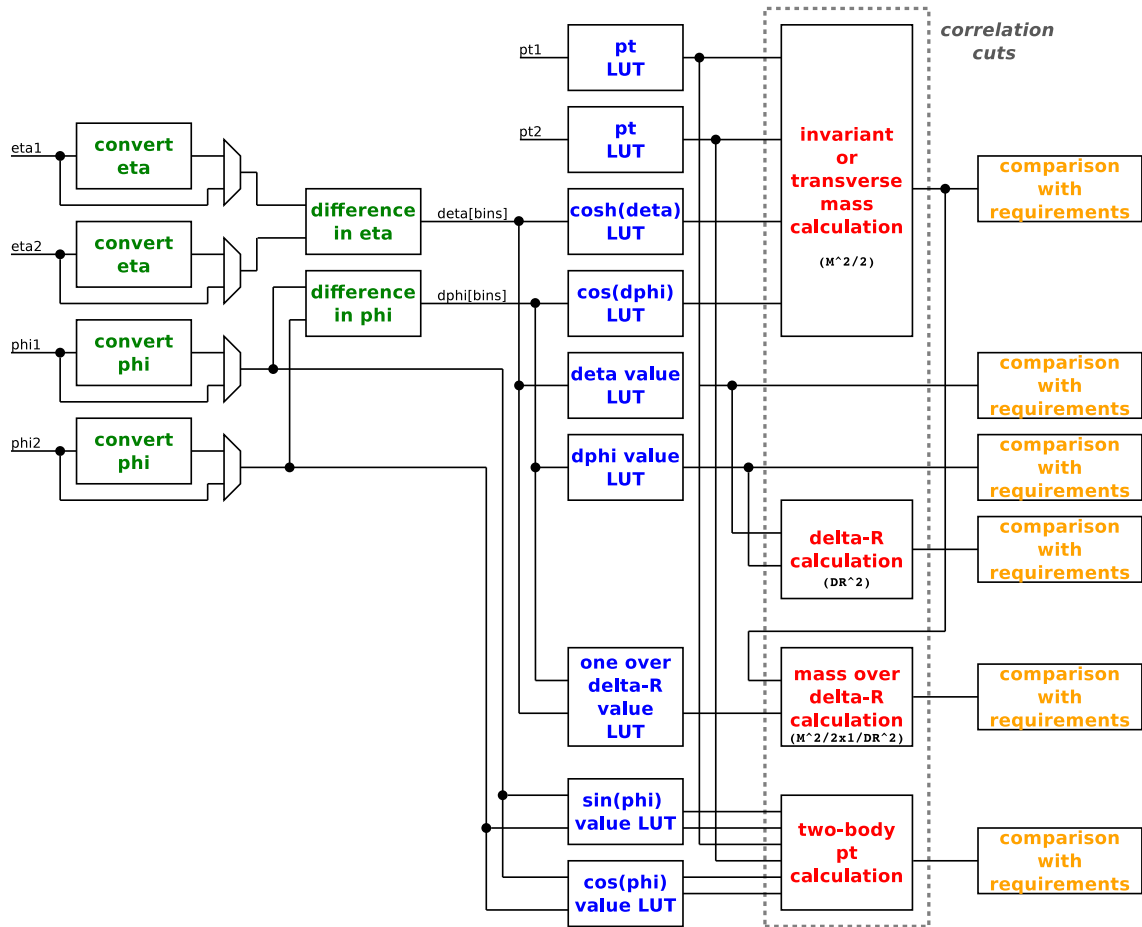 correlation
cuts
pt1
pt
LUT
pt2
pt
LUT
invariant
or
transverse
mass
calculation
(M^2/2)
comparison
with
requirements
eta1
convert
eta
eta2
convert
eta
difference
in eta
deta[bins]
cosh(deta)
LUT
difference
in phi
dphi[bins]
cos(dphi)
LUT
phi1
convert
phi
phi2
convert
phi
deta value
LUT
comparison
with
requirements
dphi value
LUT
comparison
with
requirements
delta-R
calculation
(DR^2)
comparison
with
requirements
one over
delta-R
value
LUT
mass over
delta-R
calculation
(M^2/2x1/DR^2)
comparison
with
requirements
sin(phi)
value LUT
two-body
pt
calculation
comparison
with
requirements
cos(phi)
value LUT